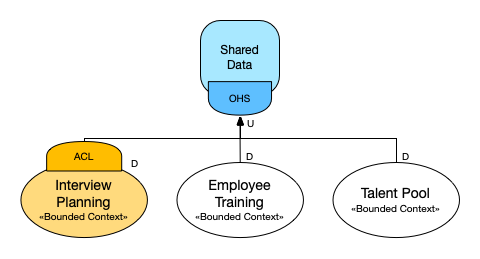 Shared
Data
OHS
U
ACL
D
D
D
Interview
Planning
«Bounded Context»
Employee
Training
«Bounded Context»
Talent Pool
«Bounded Context»